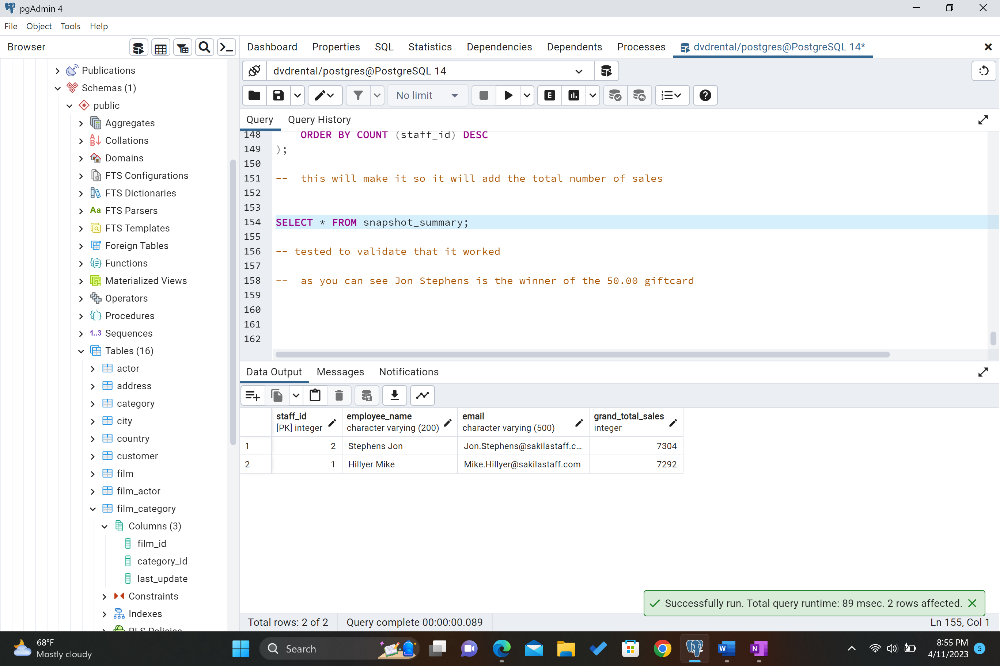 pgAdmin 4
File Object Tools Help
Browser
Dashboard Properties SQL Statistics Dependencies Dependents Processes dvdrental/postgres@PostgreSQL 14*
Publications
Schemas (1)
public
Aggregates
Collations
Domains
FTS Configurations
FTS Dictionaries
Aa FTS Parsers
FTS Templates
Foreign Tables
Functions
Materialized Views
Operators
Procedures
1..3 Sequences
Tables (16)
actor
address
category
city
country
customer
film
film_actor
film_category
Columns (3)
film_id
category_id
last_update
Constraints
Indexes
RLS Policies
dvdrental/postgres@PostgreSQL 14
No limit
E
Query Query History
148 ORDER BY COUNT (staff_id) DESC
149 );
150
151 -- this will make it so it will add the total number of sales
152
153
154 SELECT * FROM snapshot_summary;
155
156 -- tested to validate that it worked
157
158 -- as you can see Jon Stephens is the winner of the 50.00 giftcard
159
160
161
162
Data Output Messages Notifications
staff_id employee_name email grand_total_sales
[PK] integer character varying (200) character varying (500) integer
1 2 Stephens Jon Jon.Stephens@sakilastaff.c... 7304
2 1 Hillyer Mike Mike.Hillyer@sakilastaff.com 7292
Successfully run. Total query runtime: 89 msec. 2 rows affected.
Total rows: 2 of 2 Query complete 00:00:00.089 Ln 155, Col 1
68°F
Mostly cloudy
Search
W
N
8:55 PM
4/11/2023
5